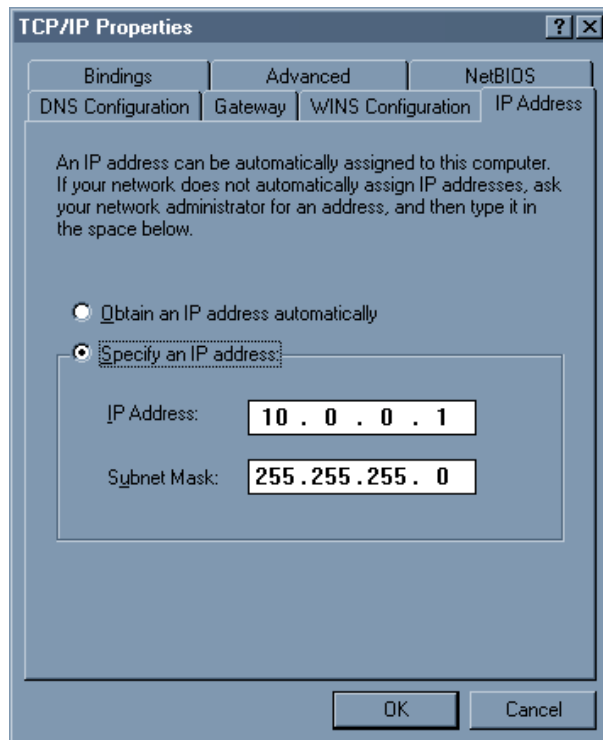 TCP/IP Properties
? ×
Bindings Advanced NetBIOS
DNS Configuration Gateway WINS Configuration IP Address
An IP address can be automatically assigned to this computer.
If your network does not automatically assign IP addresses, ask
your network administrator for an address, and then type it in
the space below.
Obtain an IP address automatically
Specify an IP address:
IP Address: 10 . 0 . 0 . 1
Subnet Mask: 255 .255 .255 . 0
OK Cancel